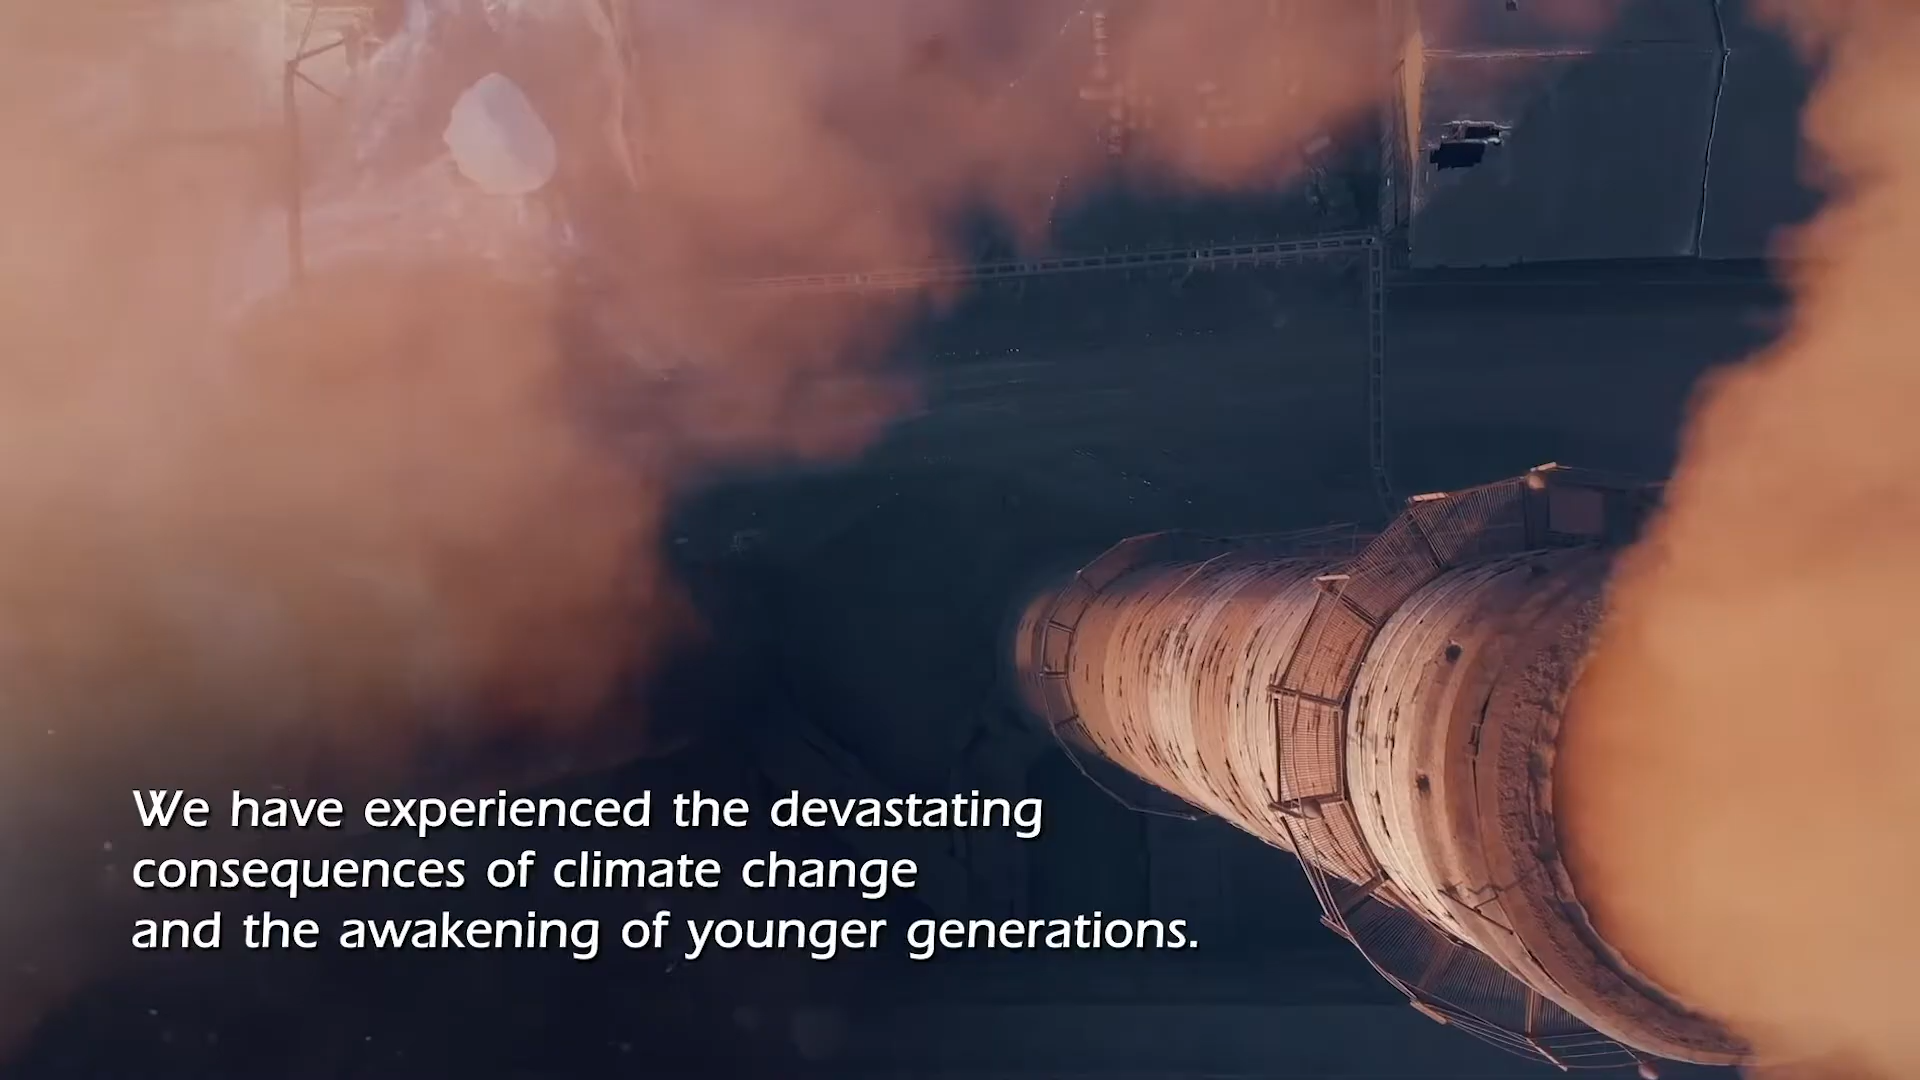 We have experienced the devastating
consequences of climate change
and the awakening of younger generations.